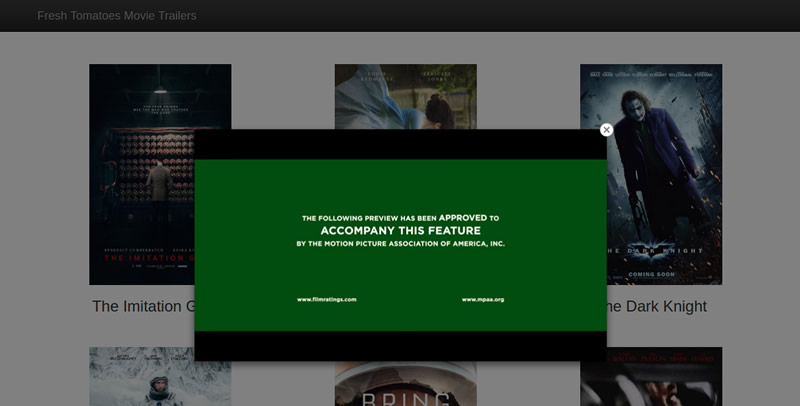 Fresh Tomatoes Movie Trailers
THE IMITATION G
THE FOLLOWING PREVIEW HAS BEEN APPROVED TO
ACCOMPANY THIS FEATURE
BY THE MOTION PICTURE ASSOCIATION OF AMERICA, INC.
www.filmratings.com
www.mpaa.org
HE DARK KNIGHT
COMING SOON
The Imitation G
he Dark Knight
BRING